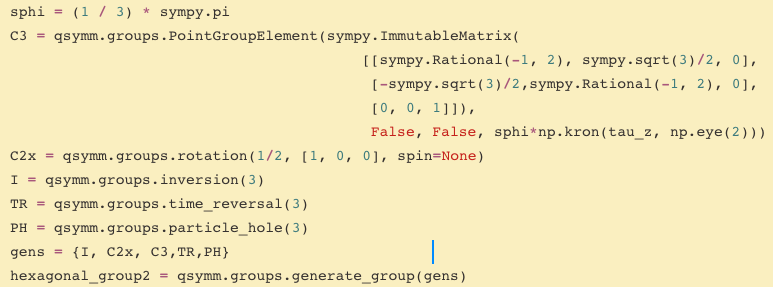 sphi = (1 / 3) * sympy.pi
C3 = qsymm.groups.PointGroupElement(sympy.ImmutableMatrix(
[[sympy.Rational(-1, 2), sympy.sqrt(3)/2, 0],
[-sympy.sqrt(3)/2,sympy.Rational(-1, 2), 0],
[0, 0, 1]]),
False, False, sphi*np.kron(tau_z, np.eye(2)))
C2x = qsymm.groups.rotation(1/2, [1, 0, 0], spin=None)
I = qsymm.groups.inversion(3)
TR = qsymm.groups.time_reversal(3)
PH = qsymm.groups.particle_hole(3)
gens = {I, C2x, C3,TR,PH}
hexagonal_group2 = qsymm.groups.generate_group(gens)